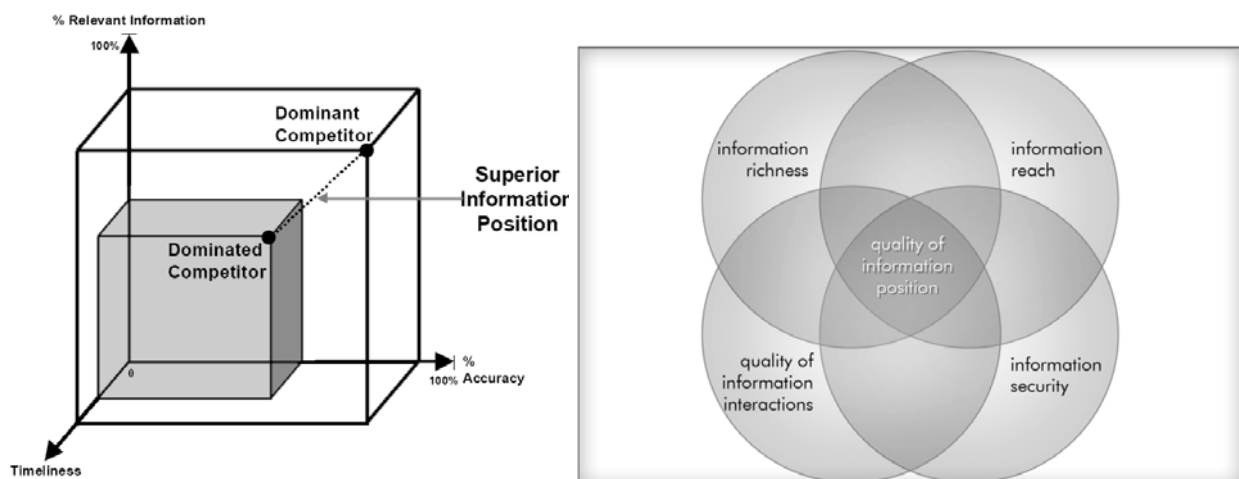 % Relevant Information
100%
Dominant
Competitor
Superior
Information
Position
Dominated
Competitor
0
100%
%
Accuracy
Timeliness
information
richness
information
reach
quality of
information
position
quality of
information
interactions
information
security